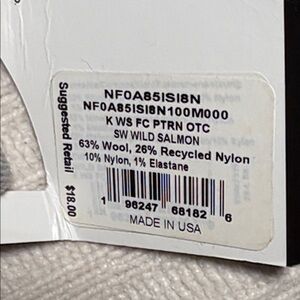 NF0A85ISI8N
NF0A85ISI8N100M000
K WS FC PTRN OTC
SW WILD SALMON
63% Wool, 26% Recycled Nylon
10% Nylon, 1% Elastane
1 96247 68182 6
MADE IN USA
Suggested Retail $18.00